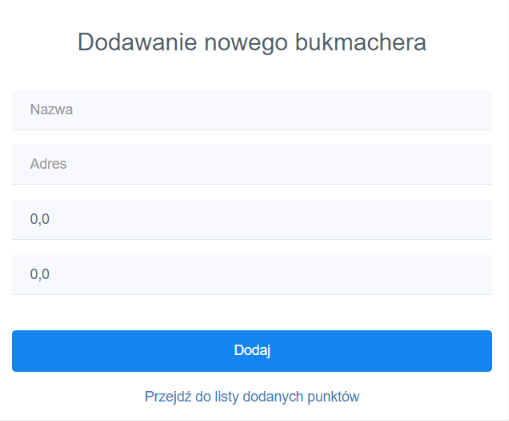 Dodawanie nowego bukmachera
Nazwa
Adres
0,0
0,0
Dodaj
Przejdź do listy dodanych punktów